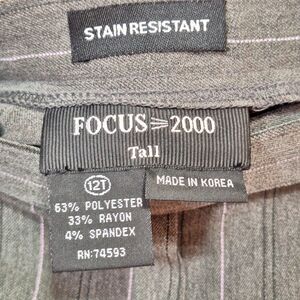 STAIN RESISTANT
FOCUS 2000
Tall
12T
63% POLYESTER
33% RAYON
4% SPANDEX
RN:74593
MADE IN KOREA